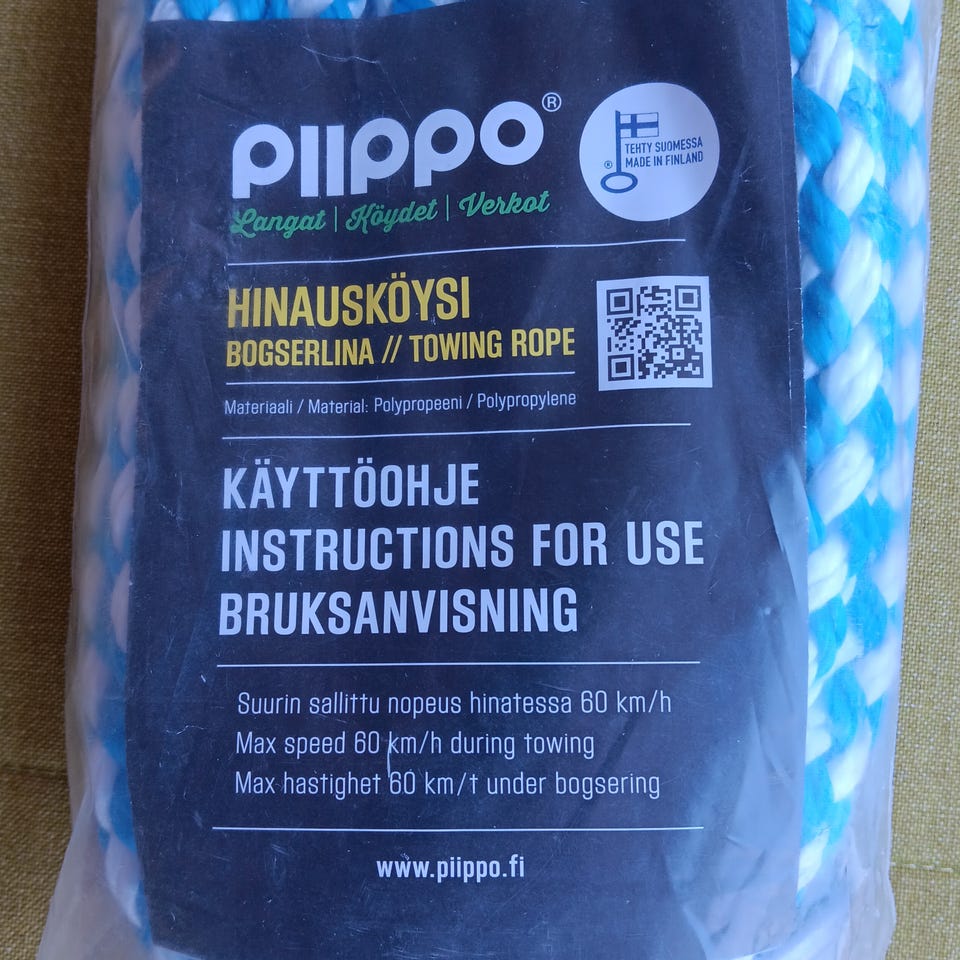 piippo®
Langat | Köydet | Verkot
®
TEHTY SUOMESSA
MADE IN FINLAND
HINAUSKÖYSI
BOGSERLINA // TOWING ROPE
Materiaali / Material: Polypropeeni / Polypropylene
KÄYTTÖOHJE
INSTRUCTIONS FOR USE
BRUKSANVISNING
Suurin sallittu nopeus hinatessa 60 km/h
Max speed 60 km/h during towing
Max hastighet 60 km/t under bogsering
www.piippo.fi